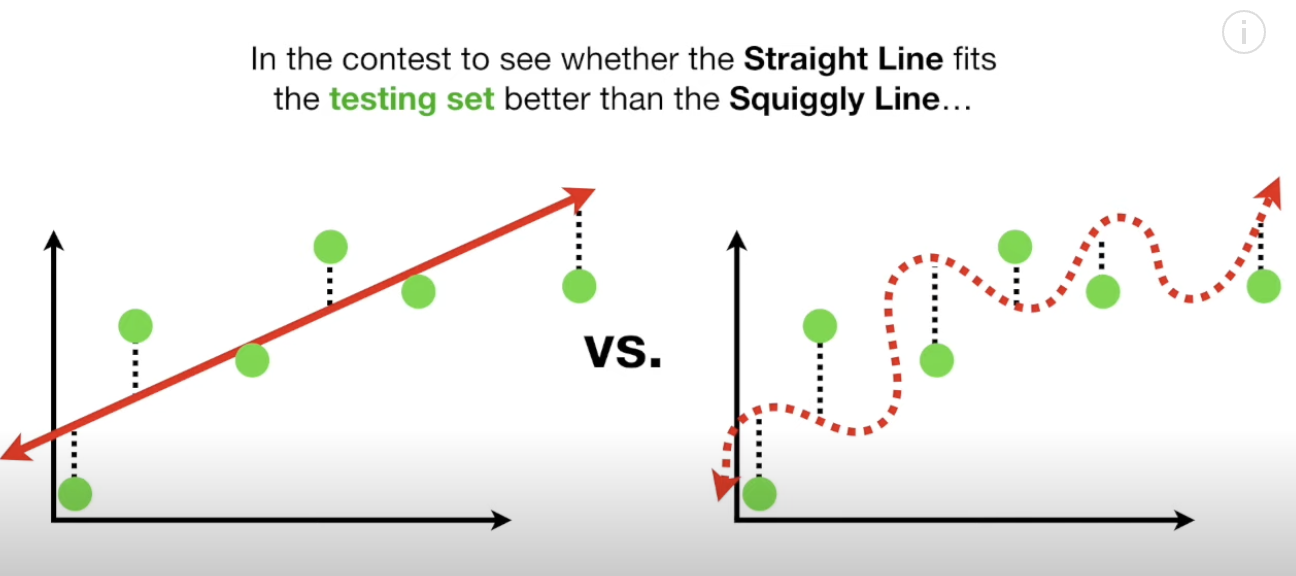 In the contest to see whether the Straight Line fits
the testing set better than the Squiggly Line…
vs.